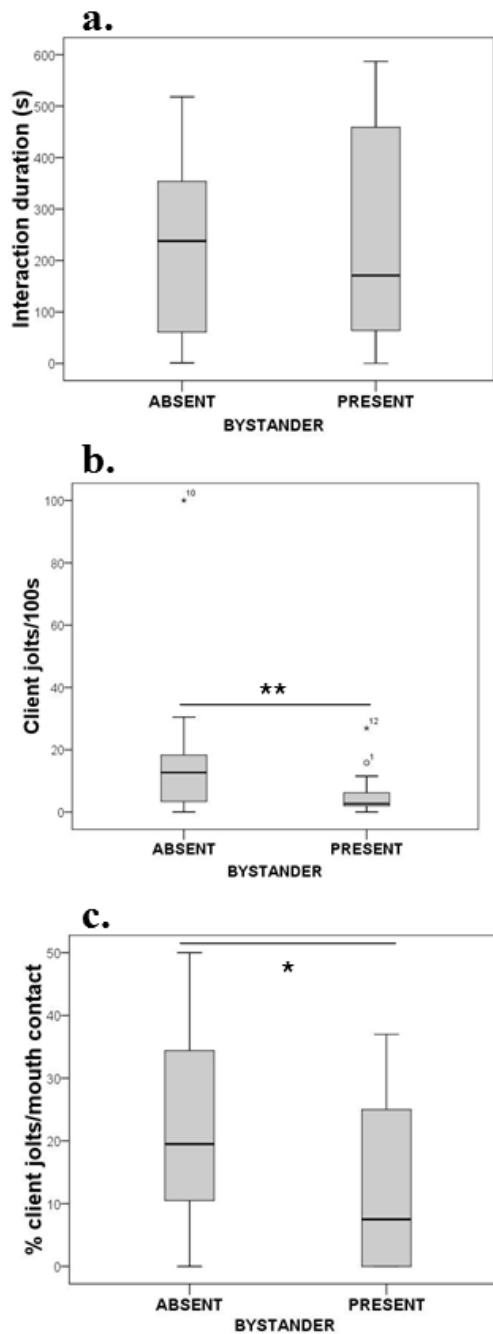 a.
Interaction duration (s)
600
500
400
300
200
100
0
ABSENT
PRESENT
BYSTANDER
b.
Client jolts/100s
100
80
60
40
20
0
*10
**
*12
o1
ABSENT
PRESENT
BYSTANDER
c.
% client jolts/mouth contact
50
40
30
20
10
0
*
ABSENT
PRESENT
BYSTANDER